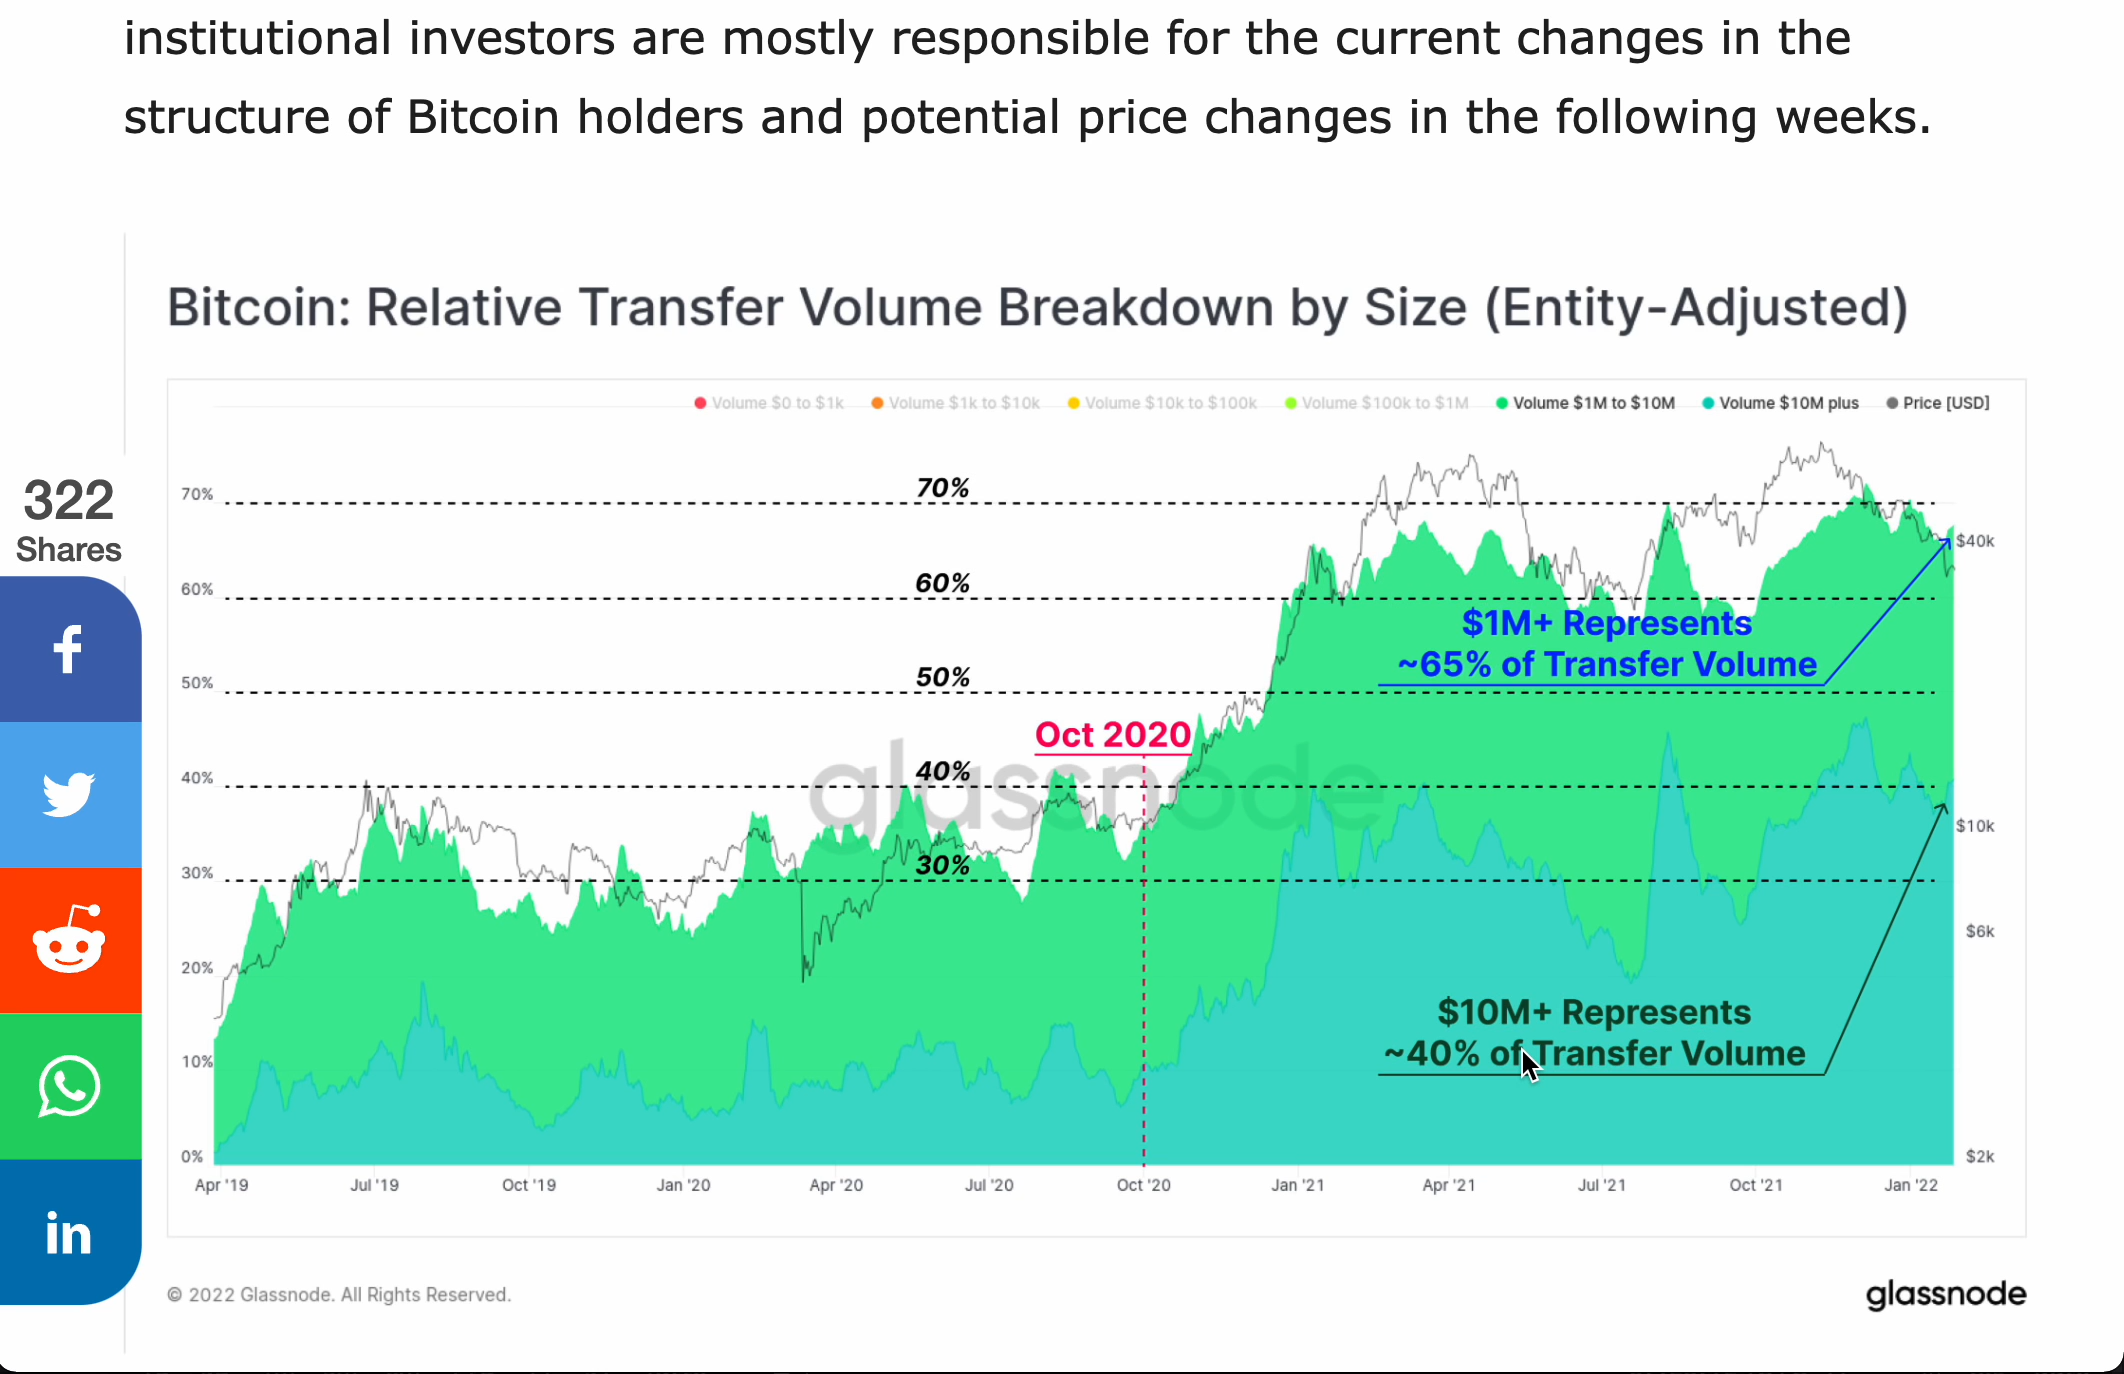 institutional investors are mostly responsible for the current changes in the
structure of Bitcoin holders and potential price changes in the following weeks.
Bitcoin: Relative Transfer Volume Breakdown by Size (Entity-Adjusted)
Volume $0 to $1k
Volume $1k to $10k
Volume $10k to $100k
Volume $100k to $1M
Volume $1M to $10M
Volume $10M plus
Price [USD]
322
Shares
70%
60%
50%
40%
30%
20%
10%
0%
70%
60%
50%
40%
30%
Oct 2020
glassnode
$1M+ Represents
~65% of Transfer Volume
$10M+ Represents
~40% of Transfer Volume
$40k
$10k
$6k
$2k
Apr '19
Jul '19
Oct '19
Jan '20
Apr '20
Jul '20
Oct '20
Jan '21
Apr '21
Jul '21
Oct '21
Jan '22
© 2022 Glassnode. All Rights Reserved.
glassnode
f
in